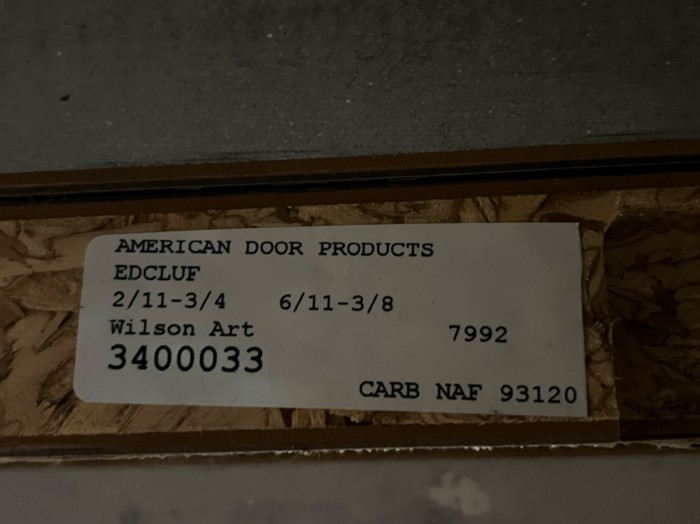 AMERICAN DOOR PRODUCTS
EDCLUF
2/11-3/4 6/11-3/8
Wilson Art 7992
3400033
CARB NAF 93120